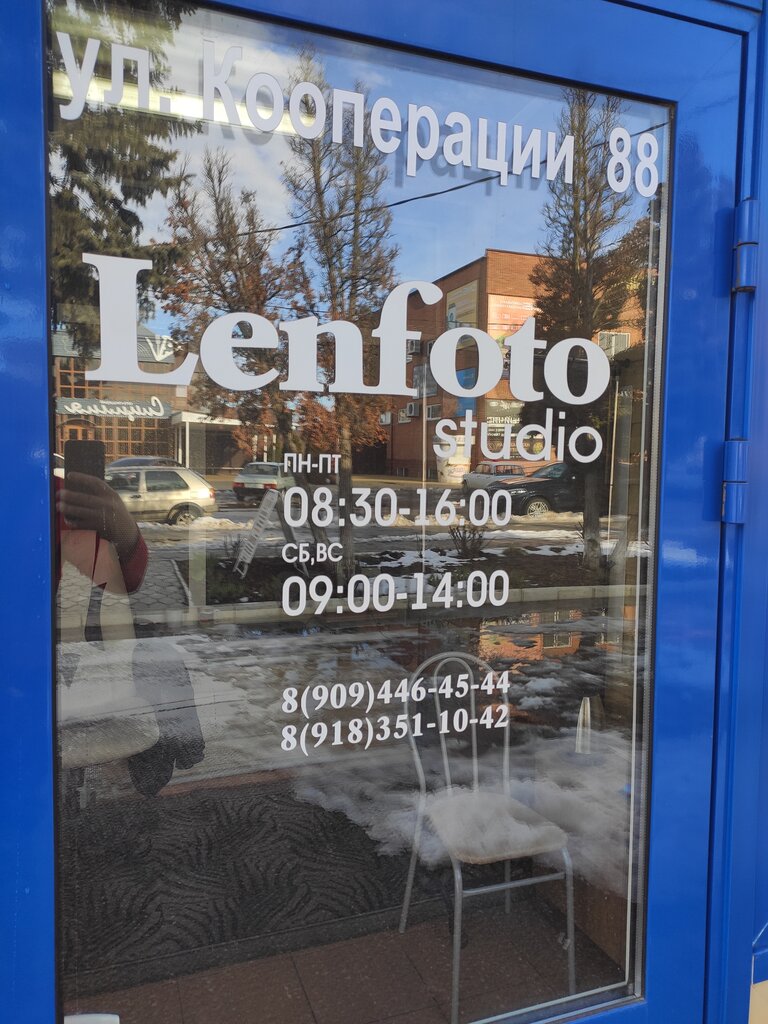 ул. Кооперации 88
Lenfoto
studio
ПН-ПТ
08:30-16:00
СБ,ВС
09:00-14:00
8(909)446-45-44
8(918)351-10-42